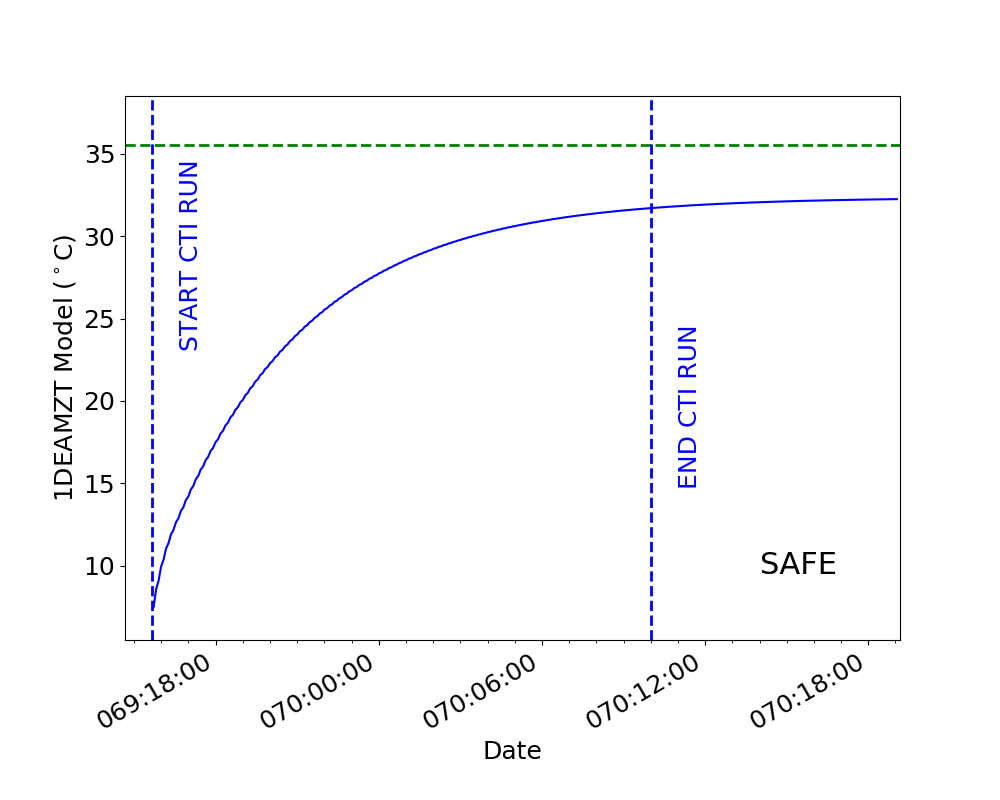 35
30
25
20
15
10
1DEAMZT Model (°C)
START CTI RUN
END CTI RUN
SAFE
069:18:00
070:00:00
070:06:00
070:12:00
070:18:00
Date